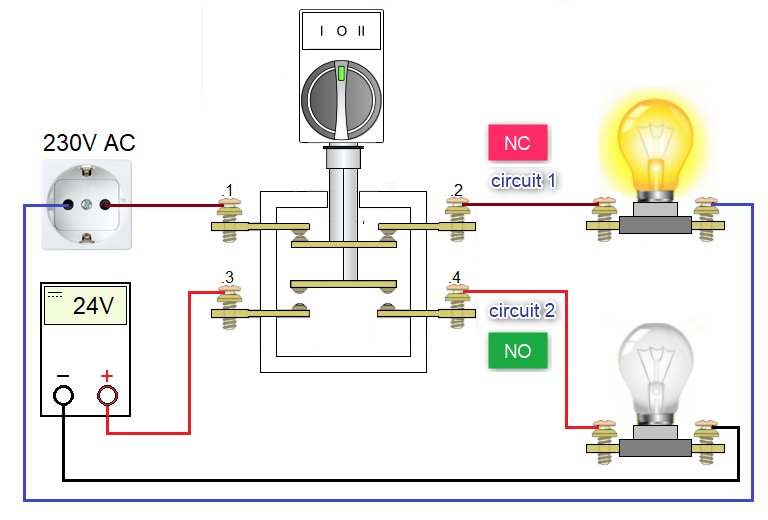 I O II
230V AC
NC
.1
.2
circuit 1
.3
.4
24V
circuit 2
NO
− +